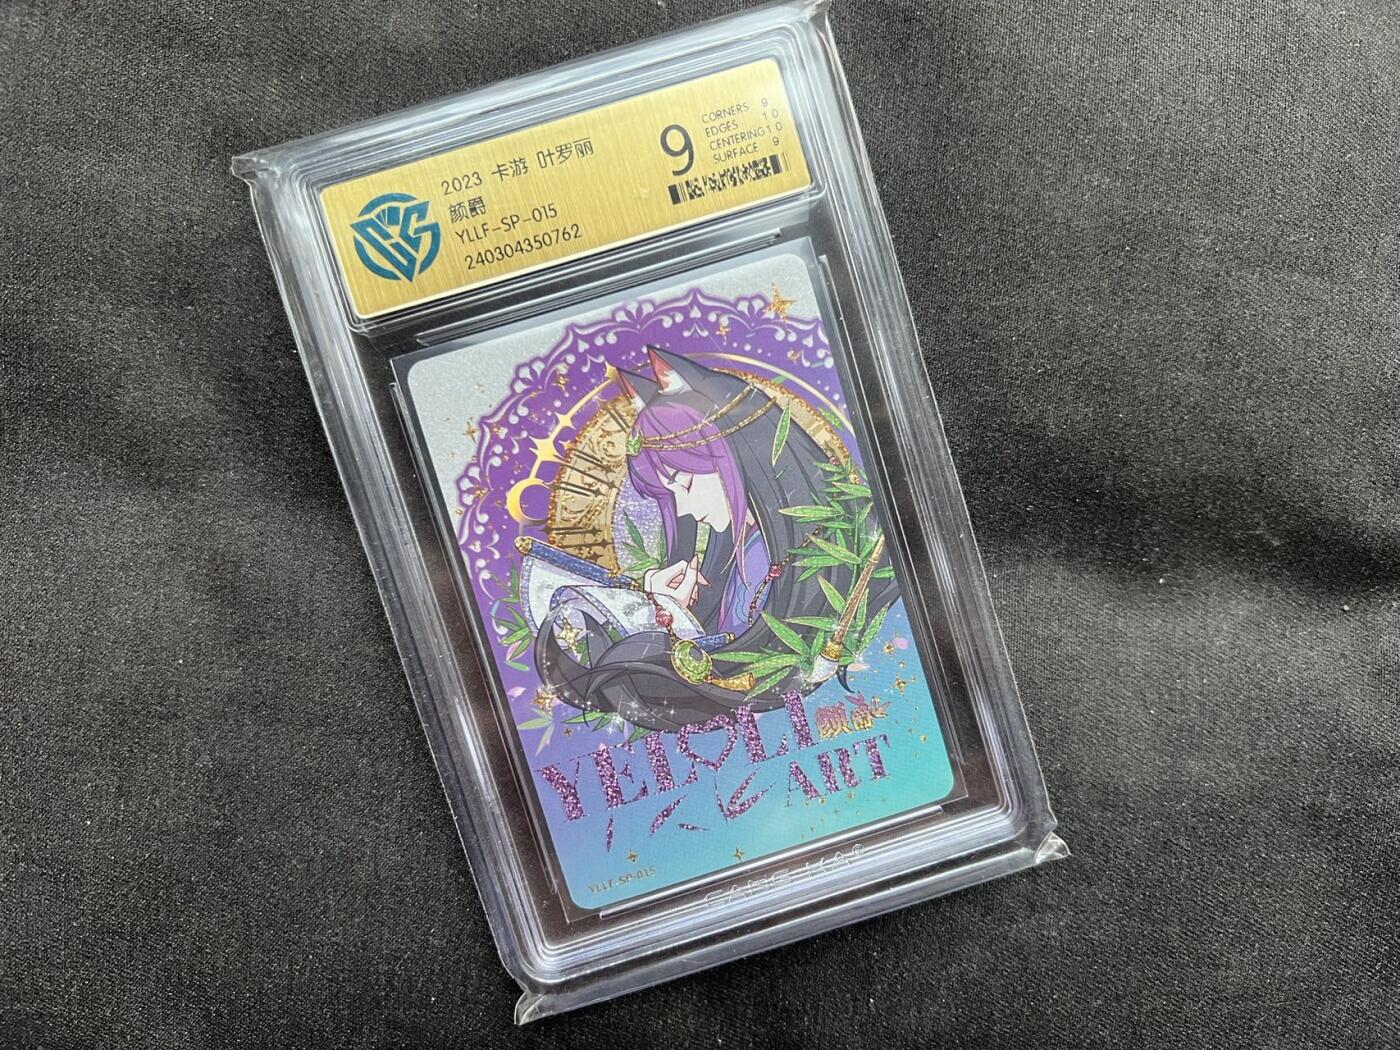 2023 卡游 叶罗丽
颜爵
YLLF-SP-015
240304350762
9
CORNERS 9
EDGES 10
CENTERING 10
SURFACE 9
颜爵
YELOLI
ART
YLLF-SP-015